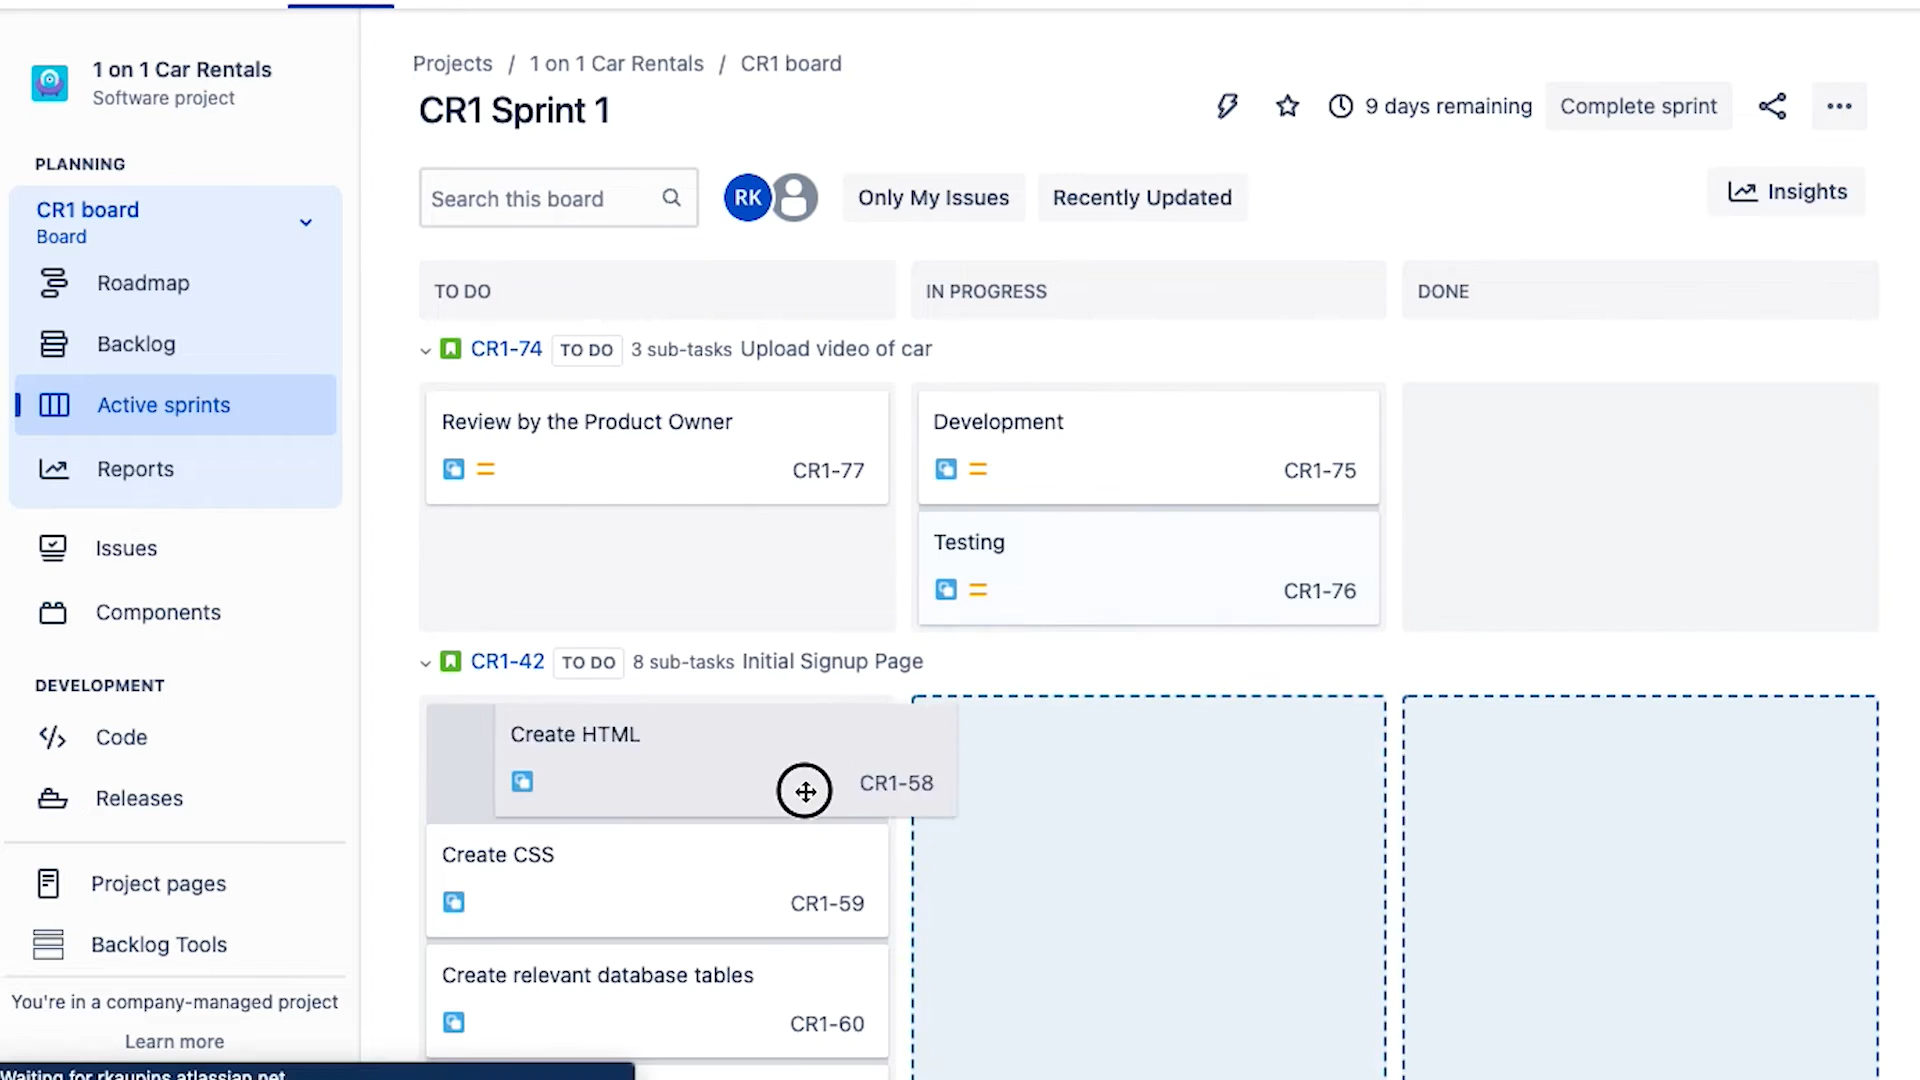 1 on 1 Car Rentals
Software project
PLANNING
CR1 board
Board
Roadmap
Backlog
Active sprints
Reports
Issues
Components
DEVELOPMENT
Code
Releases
Project pages
Backlog Tools
You're in a company-managed project
Learn more
Waiting for rkaupins.atlassian.net
Projects / 1 on 1 Car Rentals / CR1 board
CR1 Sprint 1
9 days remaining
Complete sprint
Search this board
RK
Only My Issues
Recently Updated
Insights
TO DO
IN PROGRESS
DONE
CR1-74 TO DO 3 sub-tasks Upload video of car
Review by the Product Owner
CR1-77
Development
CR1-75
Testing
CR1-76
CR1-42 TO DO 8 sub-tasks Initial Signup Page
Create HTML
CR1-58
Create CSS
CR1-59
Create relevant database tables
CR1-60